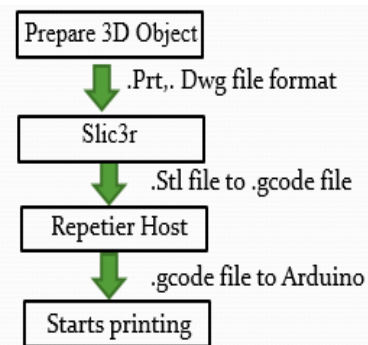 Prepare 3D Object
.Prt,. Dwg file format
Slic3r
.Stl file to .gcode file
Repetier Host
.gcode file to Arduino
Starts printing